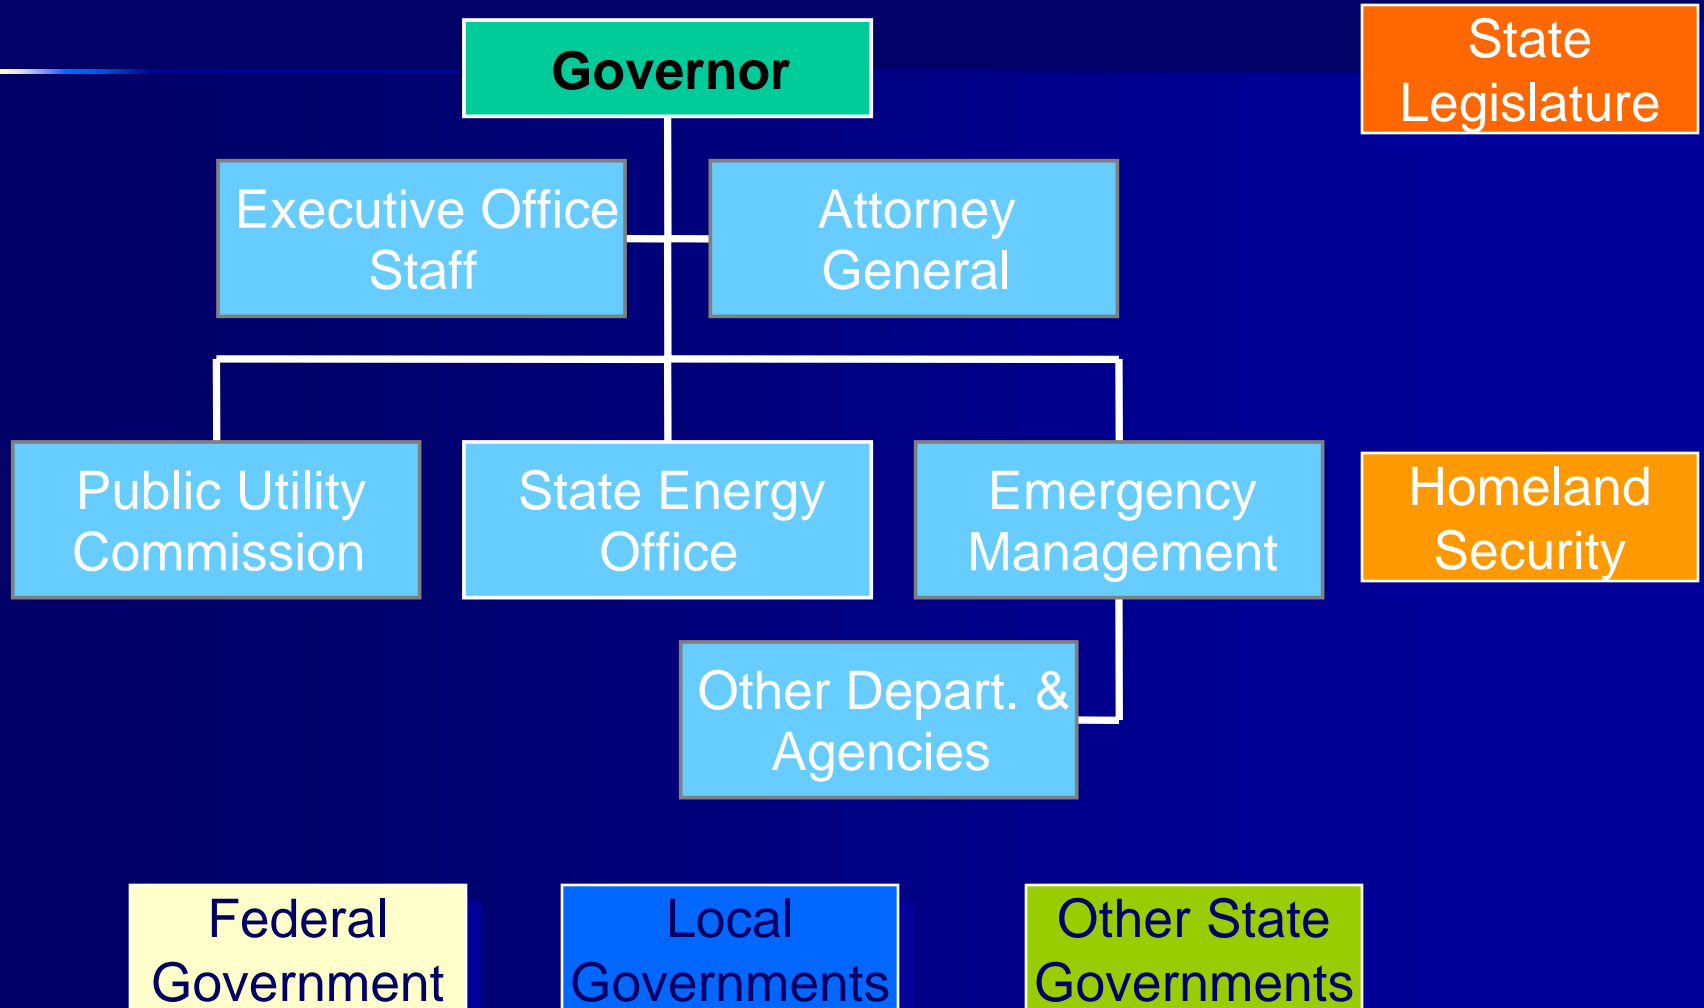 Governor
State
Legislature
Executive Office
Staff
Attorney
General
Public Utility
Commission
State Energy
Office
Emergency
Management
Homeland
Security
Other Depart. &
Agencies
Federal
Government
Local
Governments
Other State
Governments